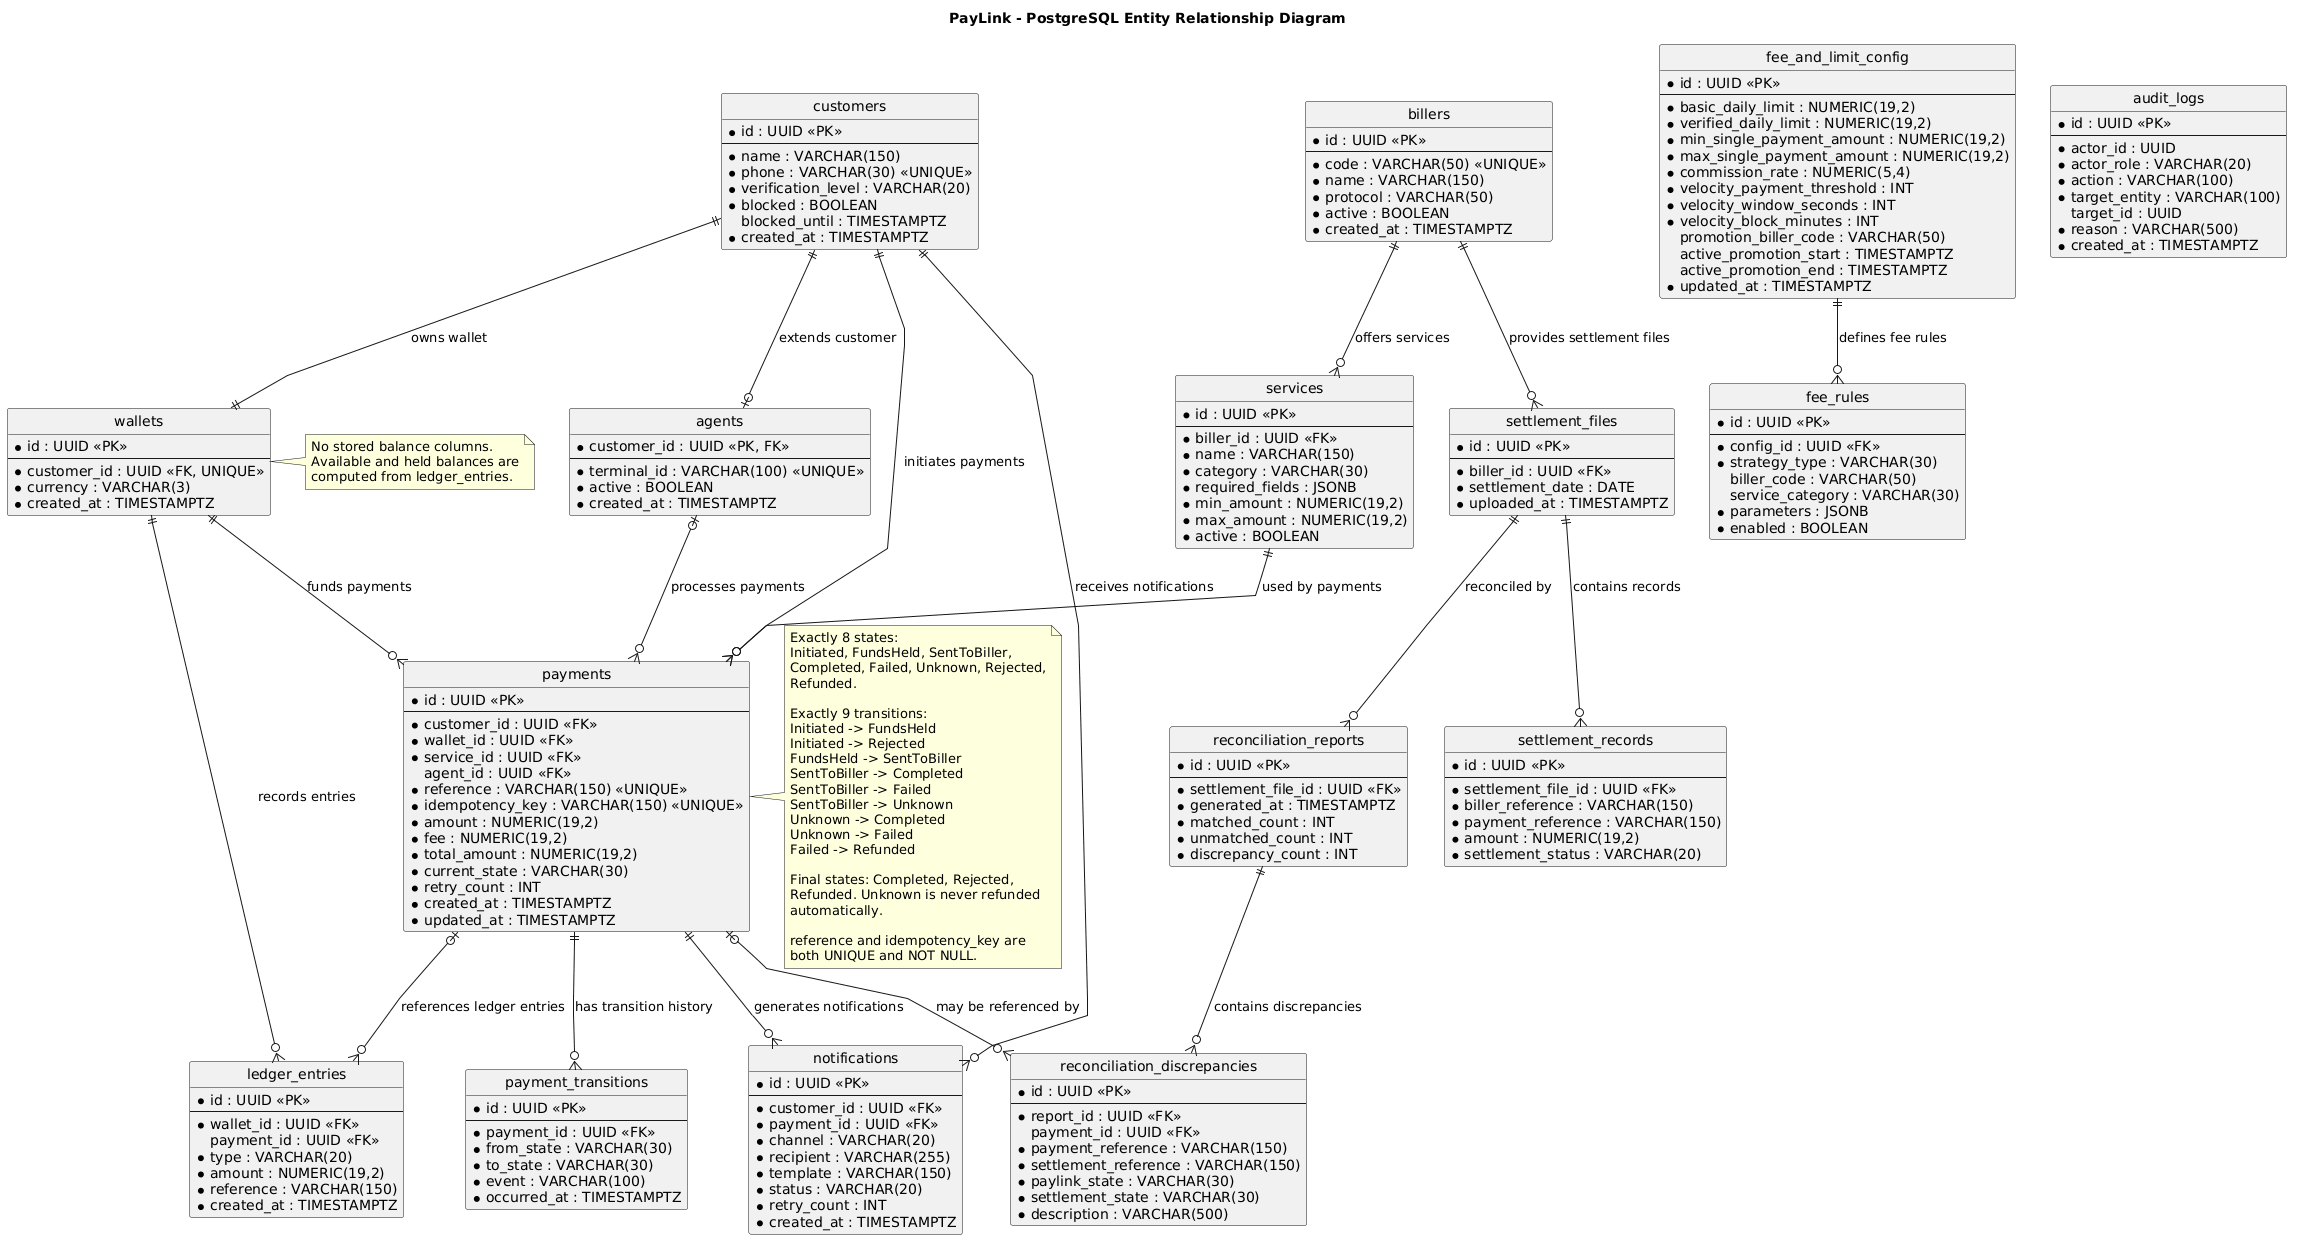 PayLink - PostgreSQL Entity Relationship Diagram
customers
id : UUID «PK»
name : VARCHAR(150)
phone : VARCHAR(30) «UNIQUE»
verification_level : VARCHAR(20)
blocked : BOOLEAN
blocked_until : TIMESTAMPTZ
created_at : TIMESTAMPTZ
billers
id : UUID «PK»
code : VARCHAR(50) «UNIQUE»
name : VARCHAR(150)
protocol : VARCHAR(50)
active : BOOLEAN
created_at : TIMESTAMPTZ
fee_and_limit_config
id : UUID «PK»
basic_daily_limit : NUMERIC(19,2)
verified_daily_limit : NUMERIC(19,2)
min_single_payment_amount : NUMERIC(19,2)
max_single_payment_amount : NUMERIC(19,2)
commission_rate : NUMERIC(5,4)
velocity_payment_threshold : INT
velocity_window_seconds : INT
velocity_block_minutes : INT
promotion_biller_code : VARCHAR(50)
active_promotion_start : TIMESTAMPTZ
active_promotion_end : TIMESTAMPTZ
updated_at : TIMESTAMPTZ
audit_logs
id : UUID «PK»
actor_id : UUID
actor_role : VARCHAR(20)
action : VARCHAR(100)
target_entity : VARCHAR(100)
target_id : UUID
reason : VARCHAR(500)
created_at : TIMESTAMPTZ
owns wallet
extends customer
offers services
provides settlement files
defines fee rules
wallets
id : UUID «PK»
customer_id : UUID «FK, UNIQUE»
currency : VARCHAR(3)
created_at : TIMESTAMPTZ
No stored balance columns.
Available and held balances are
computed from ledger_entries.
agents
customer_id : UUID «PK, FK»
terminal_id : VARCHAR(100) «UNIQUE»
active : BOOLEAN
created_at : TIMESTAMPTZ
initiates payments
services
id : UUID «PK»
biller_id : UUID «FK»
name : VARCHAR(150)
category : VARCHAR(30)
required_fields : JSONB
min_amount : NUMERIC(19,2)
max_amount : NUMERIC(19,2)
active : BOOLEAN
settlement_files
id : UUID «PK»
biller_id : UUID «FK»
settlement_date : DATE
uploaded_at : TIMESTAMPTZ
fee_rules
id : UUID «PK»
config_id : UUID «FK»
strategy_type : VARCHAR(30)
biller_code : VARCHAR(50)
service_category : VARCHAR(30)
parameters : JSONB
enabled : BOOLEAN
funds payments
processes payments
receives notifications
used by payments
reconciled by
contains records
payments
id : UUID «PK»
customer_id : UUID «FK»
wallet_id : UUID «FK»
service_id : UUID «FK»
agent_id : UUID «FK»
reference : VARCHAR(150) «UNIQUE»
idempotency_key : VARCHAR(150) «UNIQUE»
amount : NUMERIC(19,2)
fee : NUMERIC(19,2)
total_amount : NUMERIC(19,2)
current_state : VARCHAR(30)
retry_count : INT
created_at : TIMESTAMPTZ
updated_at : TIMESTAMPTZ
Exactly 8 states:
Initiated, FundsHeld, SentToBiller,
Completed, Failed, Unknown, Rejected,
Refunded.
Exactly 9 transitions:
Initiated -> FundsHeld
Initiated -> Rejected
FundsHeld -> SentToBiller
SentToBiller -> Completed
SentToBiller -> Failed
SentToBiller -> Unknown
Unknown -> Completed
Unknown -> Failed
Failed -> Refunded
Final states: Completed, Rejected,
Refunded. Unknown is never refunded
automatically.
reference and idempotency_key are
both UNIQUE and NOT NULL.
reconciliation_reports
id : UUID «PK»
settlement_file_id : UUID «FK»
generated_at : TIMESTAMPTZ
matched_count : INT
unmatched_count : INT
discrepancy_count : INT
settlement_records
id : UUID «PK»
settlement_file_id : UUID «FK»
biller_reference : VARCHAR(150)
payment_reference : VARCHAR(150)
amount : NUMERIC(19,2)
settlement_status : VARCHAR(20)
records entries
references ledger entries
has transition history
generates notifications
may be referenced by
contains discrepancies
ledger_entries
id : UUID «PK»
wallet_id : UUID «FK»
payment_id : UUID «FK»
type : VARCHAR(20)
amount : NUMERIC(19,2)
reference : VARCHAR(150)
created_at : TIMESTAMPTZ
payment_transitions
id : UUID «PK»
payment_id : UUID «FK»
from_state : VARCHAR(30)
to_state : VARCHAR(30)
event : VARCHAR(100)
occurred_at : TIMESTAMPTZ
notifications
id : UUID «PK»
customer_id : UUID «FK»
payment_id : UUID «FK»
channel : VARCHAR(20)
recipient : VARCHAR(255)
template : VARCHAR(150)
status : VARCHAR(20)
retry_count : INT
created_at : TIMESTAMPTZ
reconciliation_discrepancies
id : UUID «PK»
report_id : UUID «FK»
payment_id : UUID «FK»
payment_reference : VARCHAR(150)
settlement_reference : VARCHAR(150)
paylink_state : VARCHAR(30)
settlement_state : VARCHAR(30)
description : VARCHAR(500)